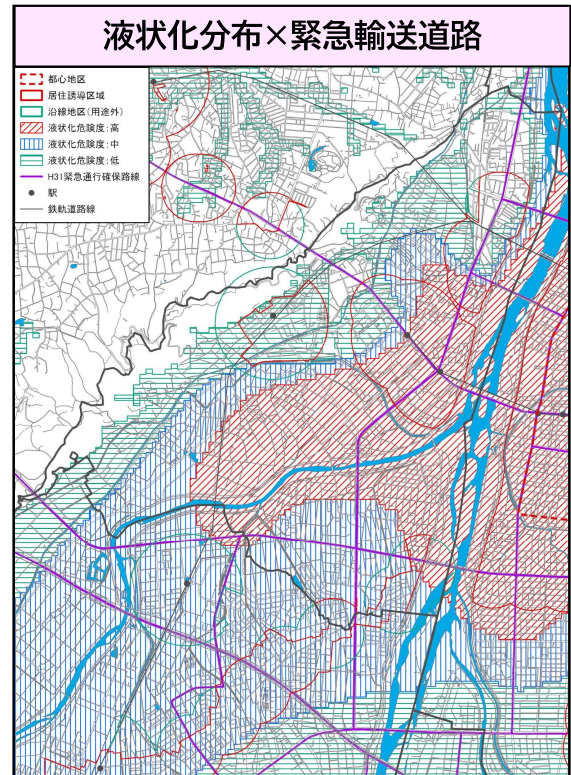 液状化分布×緊急輸送道路
都心地区
居住誘導区域
沿線地区(用途外)
液状化危険度:高
液状化危険度:中
液状化危険度:低
H31緊急通行確保路線
駅
鉄軌道路線